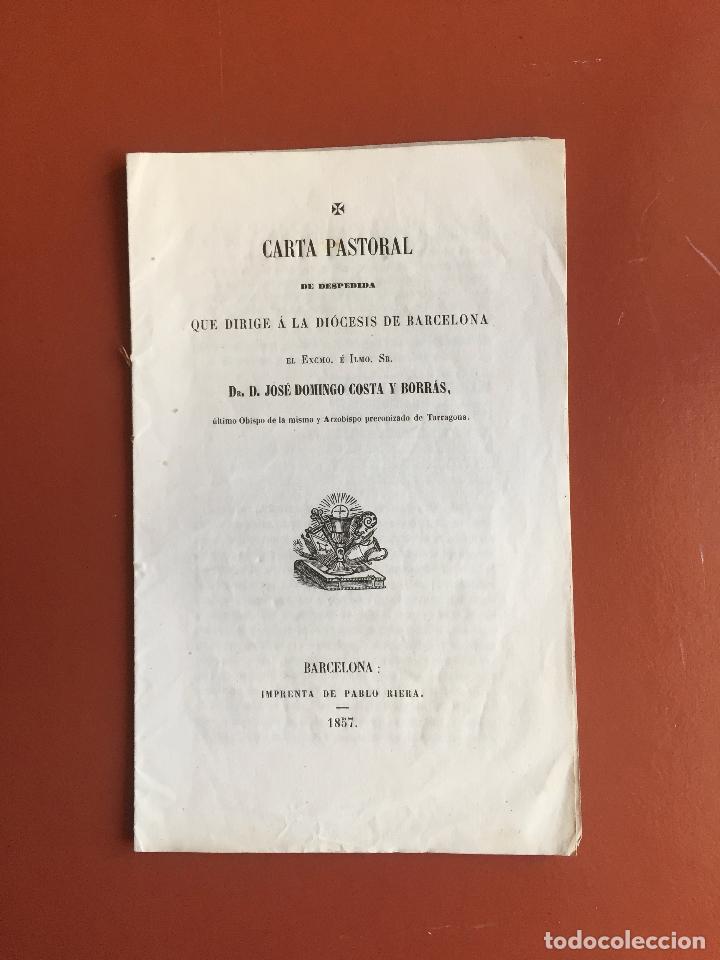 ✠
CARTA PASTORAL
DE DESPEDIDA
QUE DIRIGE Á LA DIÓCESIS DE BARCELONA
EL EXCMO. É ILMO. SR.
DR. D. JOSÉ DOMINGO COSTA Y BORRÁS,
último Obispo de la misma y Arzobispo preconizado de Tarragona.
BARCELONA:
IMPRENTA DE PABLO RIERA.
1857.
todocoleccion